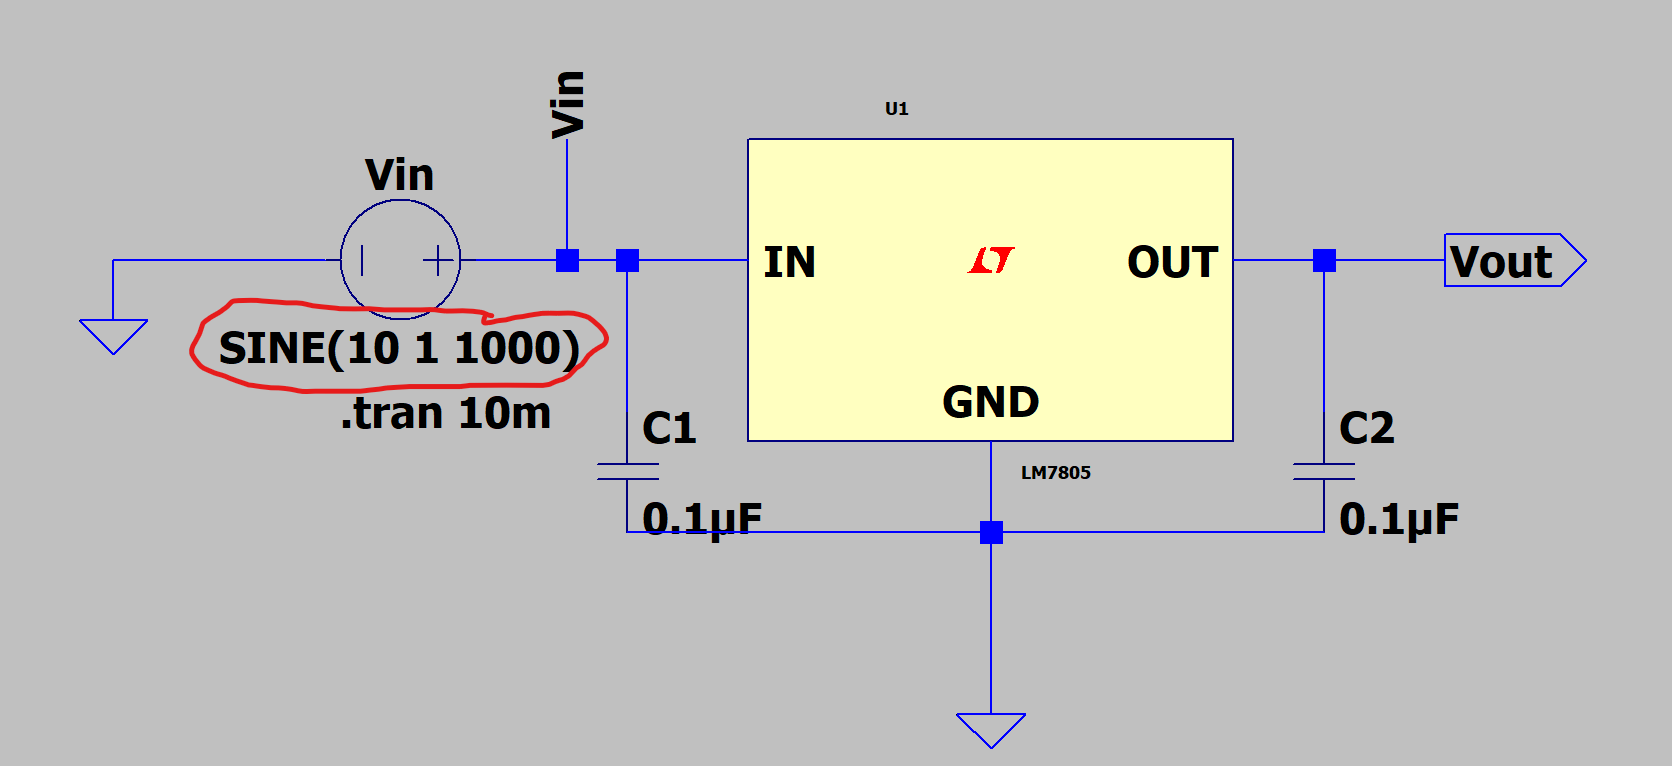 Vin
U1
Vin
IN
OUT
Vout
SINE(10 1 1000)
.tran 10m
GND
C1
C2
LM7805
0.1µF
0.1µF